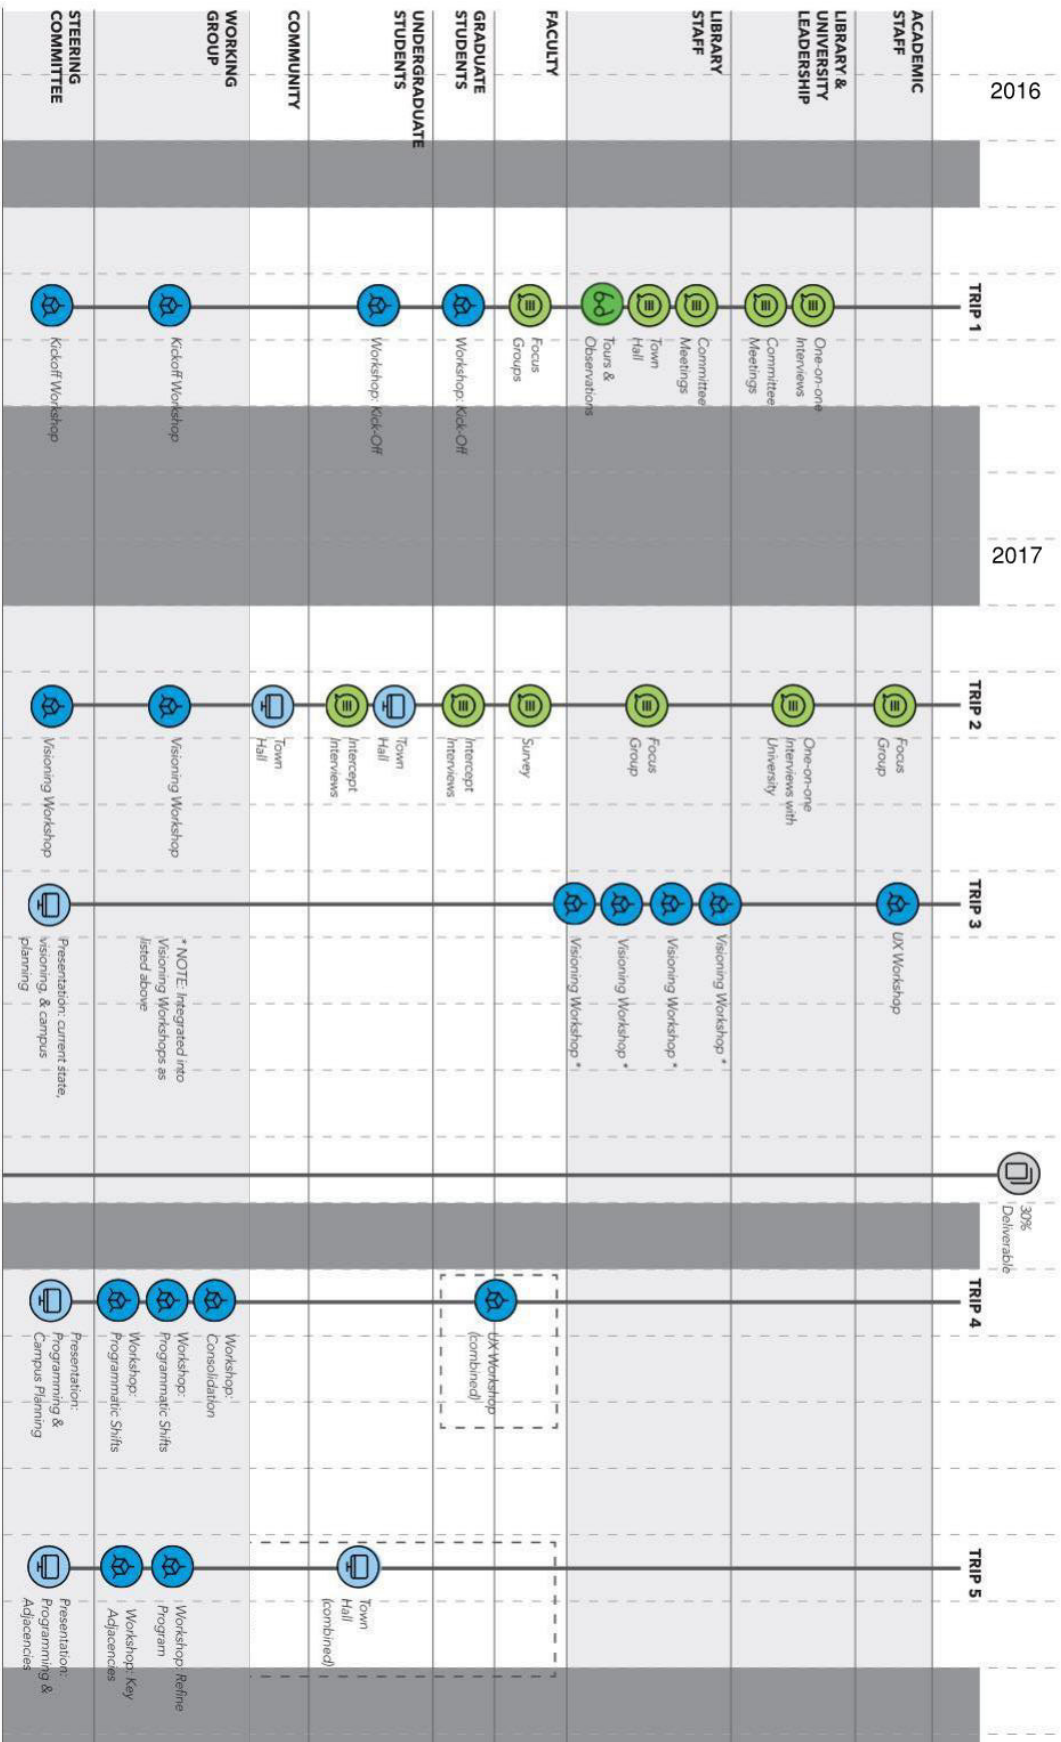 2016
2017
ACADEMIC
STAFF
LIBRARY &
UNIVERSITY
LEADERSHIP
LIBRARY
STAFF
FACULTY
GRADUATE
STUDENTS
UNDERGRADUATE
STUDENTS
COMMUNITY
WORKING
GROUP
STEERING
COMMITTEE
TRIP 1
One-on-one
Interviews
Committee
Meetings
Committee
Meetings
Town
Hall
Tours &
Observations
Focus
Groups
Workshop: Kick-Off
Workshop: Kick-Off
Kickoff Workshop
Kickoff Workshop
TRIP 2
Focus
Group
One-on-one
Interviews with
University
Focus
Group
Survey
Intercept
Interviews
Town
Hall
Intercept
Interviews
Town
Hall
Visioning Workshop
Visioning Workshop
TRIP 3
UX Workshop
Visioning Workshop *
Visioning Workshop *
Visioning Workshop *
Visioning Workshop *
* NOTE: Integrated into
Visioning Workshops as
listed above
Presentation: current state,
visioning, & campus
planning
30%
Deliverable
TRIP 4
UX Workshop
(combined)
Workshop:
Consolidation
Workshop:
Programmatic Shifts
Workshop:
Programmatic Shifts
Presentation:
Programming &
Campus Planning
TRIP 5
Town
Hall
(combined)
Workshop: Refine
Program
Workshop: Key
Adjacencies
Presentation:
Programming &
Adjacencies